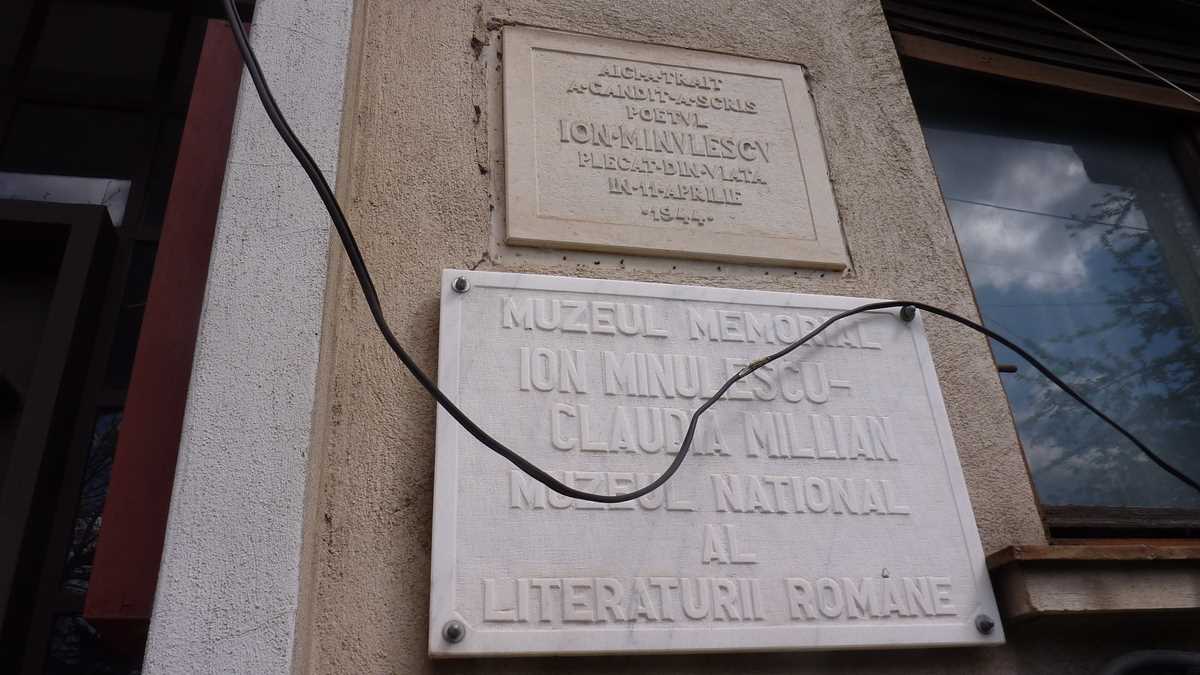 AICI·A·TRAIT
A·GANDIT·A·SCRIS
POETVL
ION·MINVLESCV
PLECAT·DIN·VIATA
IN·11·APRILIE
·1944·
MUZEUL MEMORIAL
ION MINULESCU-
CLAUDIA MILLIAN
MUZEUL NATIONAL
AL
LITERATURII ROMÂNE